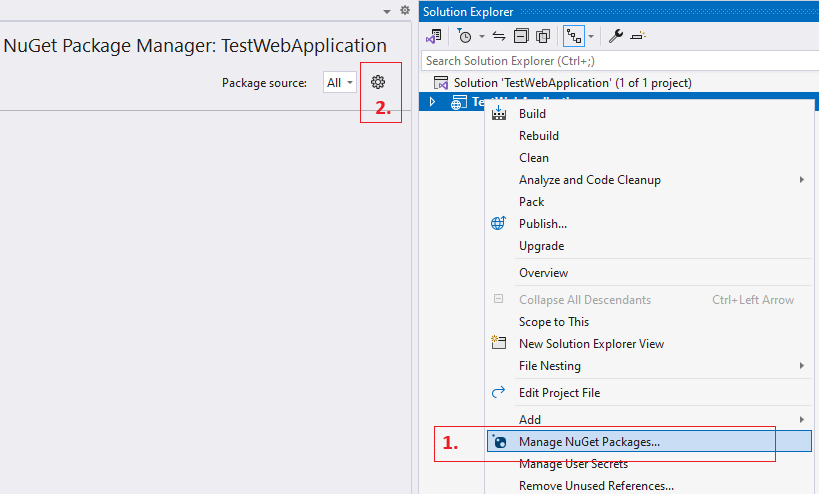 NuGet Package Manager: TestWebApplication
Package source:
All
2.
Solution Explorer
Search Solution Explorer (Ctrl+;)
Solution 'TestWebApplication' (1 of 1 project)
Build
Rebuild
Clean
Analyze and Code Cleanup
Pack
Publish...
Upgrade
Overview
Collapse All Descendants Ctrl+Left Arrow
Scope to This
New Solution Explorer View
File Nesting
Edit Project File
Add
1.
Manage NuGet Packages...
Manage User Secrets
Remove Unused References...